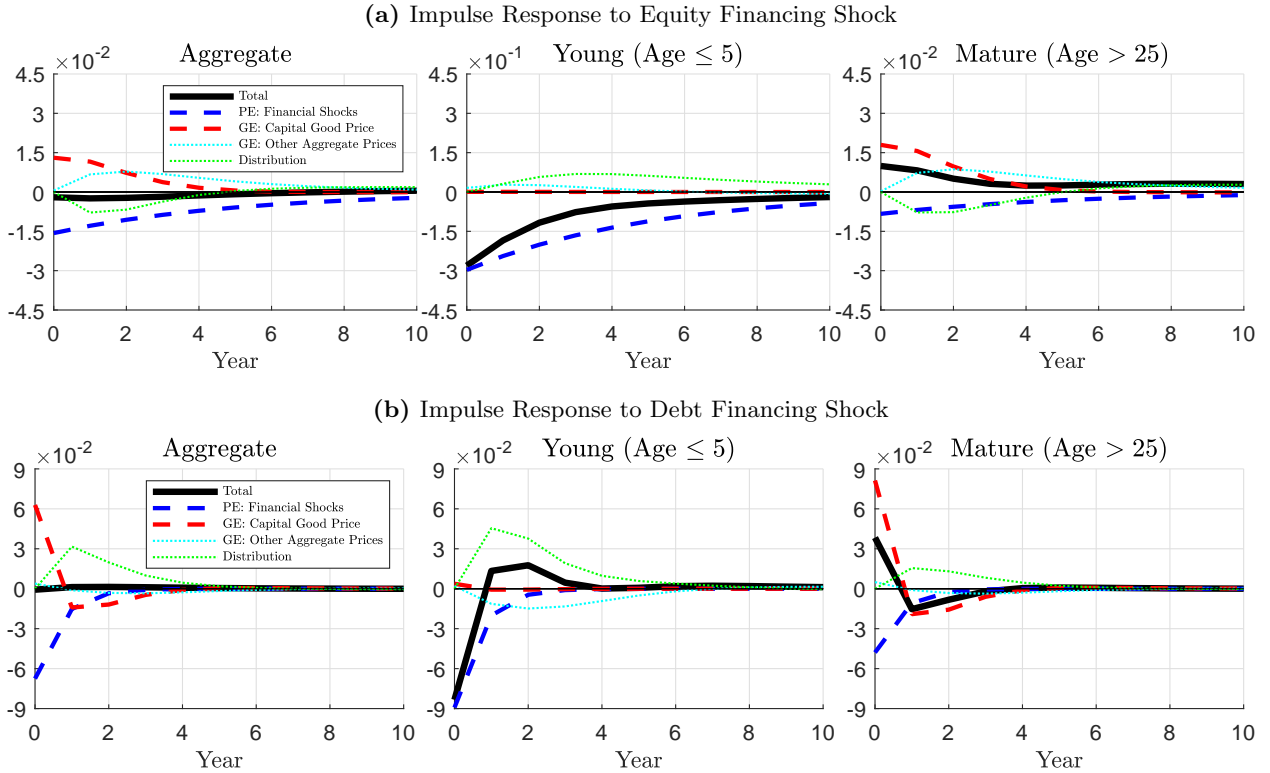 (a) Impulse Response to Equity Financing Shock
Aggregate
Young (Age ≤ 5)
Mature (Age > 25)
×10⁻²
×10⁻¹
×10⁻²
4.5
3
1.5
0
-1.5
-3
-4.5
Total
PE: Financial Shocks
GE: Capital Good Price
GE: Other Aggregate Prices
Distribution
0 2 4 6 8 10
Year
4.5
3
1.5
0
-1.5
-3
-4.5
0 2 4 6 8 10
Year
4.5
3
1.5
0
-1.5
-3
-4.5
0 2 4 6 8 10
Year
(b) Impulse Response to Debt Financing Shock
Aggregate
Young (Age ≤ 5)
Mature (Age > 25)
×10⁻²
×10⁻²
×10⁻²
9
6
3
0
-3
-6
-9
Total
PE: Financial Shocks
GE: Capital Good Price
GE: Other Aggregate Prices
Distribution
0 2 4 6 8 10
Year
9
6
3
0
-3
-6
-9
0 2 4 6 8 10
Year
9
6
3
0
-3
-6
-9
0 2 4 6 8 10
Year